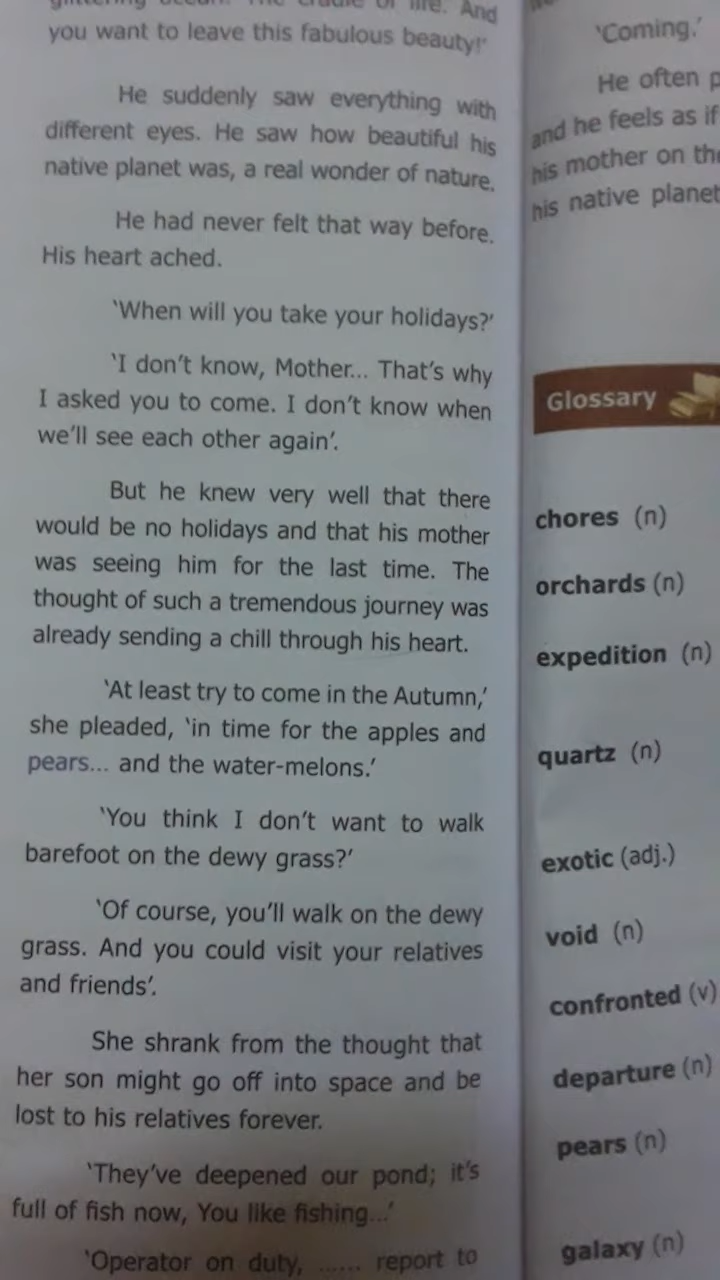 glittering ocean. The cradle of life. And
you want to leave this fabulous beauty!'
He suddenly saw everything with
different eyes. He saw how beautiful his
native planet was, a real wonder of nature.
He had never felt that way before.
His heart ached.
'When will you take your holidays?'
'I don't know, Mother... That's why
I asked you to come. I don't know when
we'll see each other again'.
But he knew very well that there
would be no holidays and that his mother
was seeing him for the last time. The
thought of such a tremendous journey was
already sending a chill through his heart.
'At least try to come in the Autumn,'
she pleaded, 'in time for the apples and
pears... and the water-melons.'
'You think I don't want to walk
barefoot on the dewy grass?'
'Of course, you'll walk on the dewy
grass. And you could visit your relatives
and friends'.
She shrank from the thought that
her son might go off into space and be
lost to his relatives forever.
'They've deepened our pond; it's
full of fish now, You like fishing...'
'Operator on duty, ...... report to
'Coming.'
He often
and he feels as if
his mother on
his native planet
Glossary
chores (n)
orchards (n)
expedition (n)
quartz (n)
exotic (adj.)
void (n)
confronted (v)
departure (n)
pears (n)
galaxy (n)